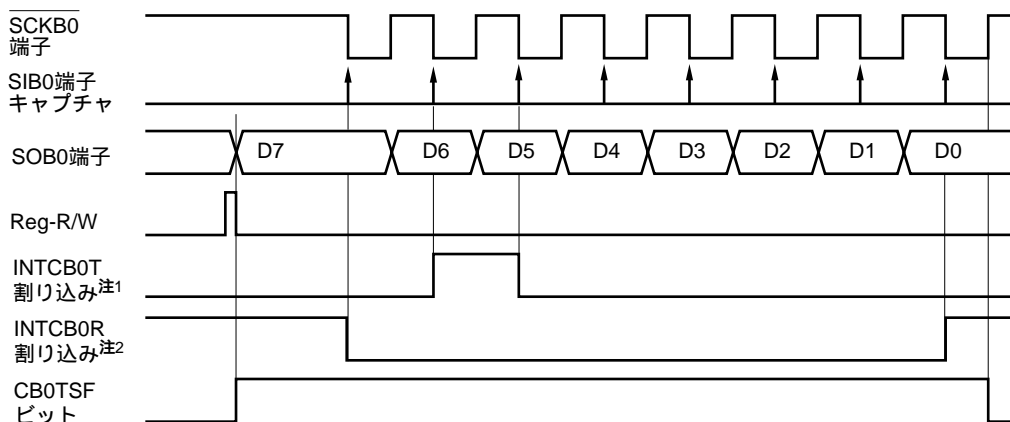 SCKB0
端子
SIB0端子
キャプチャ
SOB0端子 D7 D6 D5 D4 D3 D2 D1 D0
Reg-R/W
INTCB0T
割り込み注1
INTCB0R
割り込み注2
CB0TSF
ビット